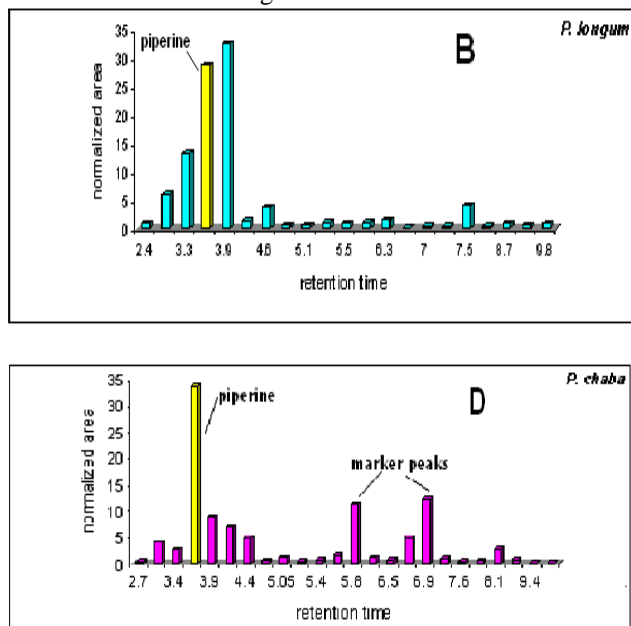 P. longum
B
piperine
35
30
25
20
15
10
5
0
normalized area
2.4 3.3 3.9 4.6 5.1 5.5 6.3 7 7.5 8.7 9.8
retention time
P. chaba
D
piperine
marker peaks
35
30
25
20
15
10
5
0
normalized area
2.7 3.4 3.9 4.4 5.05 5.4 5.8 6.5 6.9 7.6 8.1 9.4
retention time